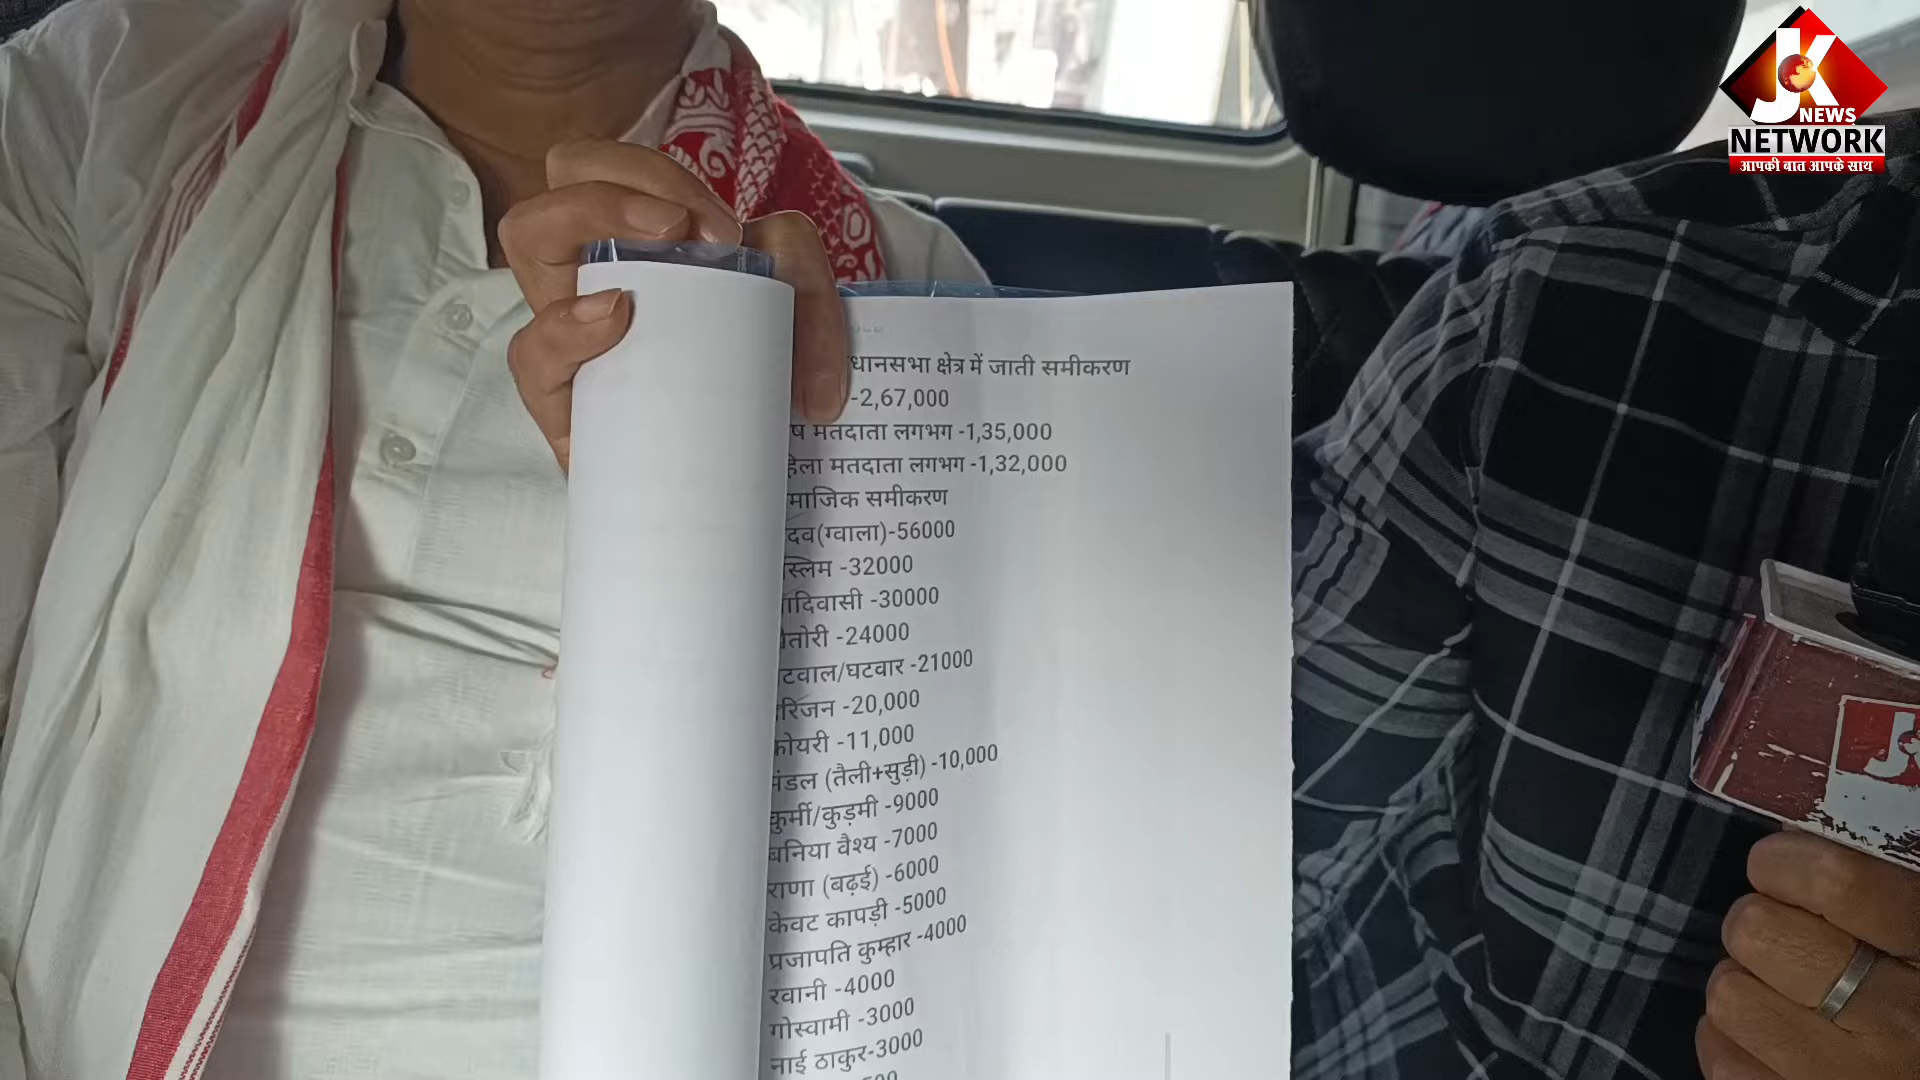 JK
NEWS
NETWORK
आपकी बात आपके साथ
धानसभा क्षेत्र में जाती समीकरण
-2,67,000
ष मतदाता लगभग -1,35,000
हिला मतदाता लगभग -1,32,000
माजिक समीकरण
दव(ग्वाला)-56000
स्लिम -32000
ादिवासी -30000
तोरी -24000
टवाल/घटवार -21000
रिजन -20,000
कोयरी -11,000
मंडल (तैली+सुड़ी) -10,000
कुर्मी/कुड़मी -9000
बनिया वैश्य -7000
राणा (बढ़ई) -6000
केवट कापड़ी -5000
प्रजापति कुम्हार -4000
रवानी -4000
गोस्वामी -3000
नाई ठाकुर-3000
JK